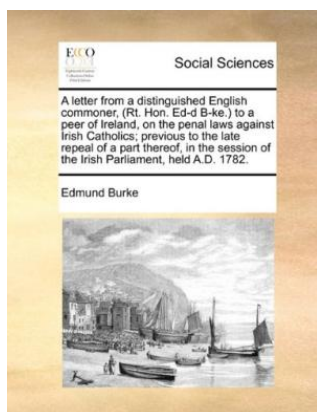 ECCO
Social Sciences
A letter from a distinguished English
commoner, (Rt. Hon. Ed-d B-ke.) to a
peer of Ireland, on the penal laws against
Irish Catholics; previous to the late
repeal of a part thereof, in the session of
the Irish Parliament, held A.D. 1782.
Edmund Burke